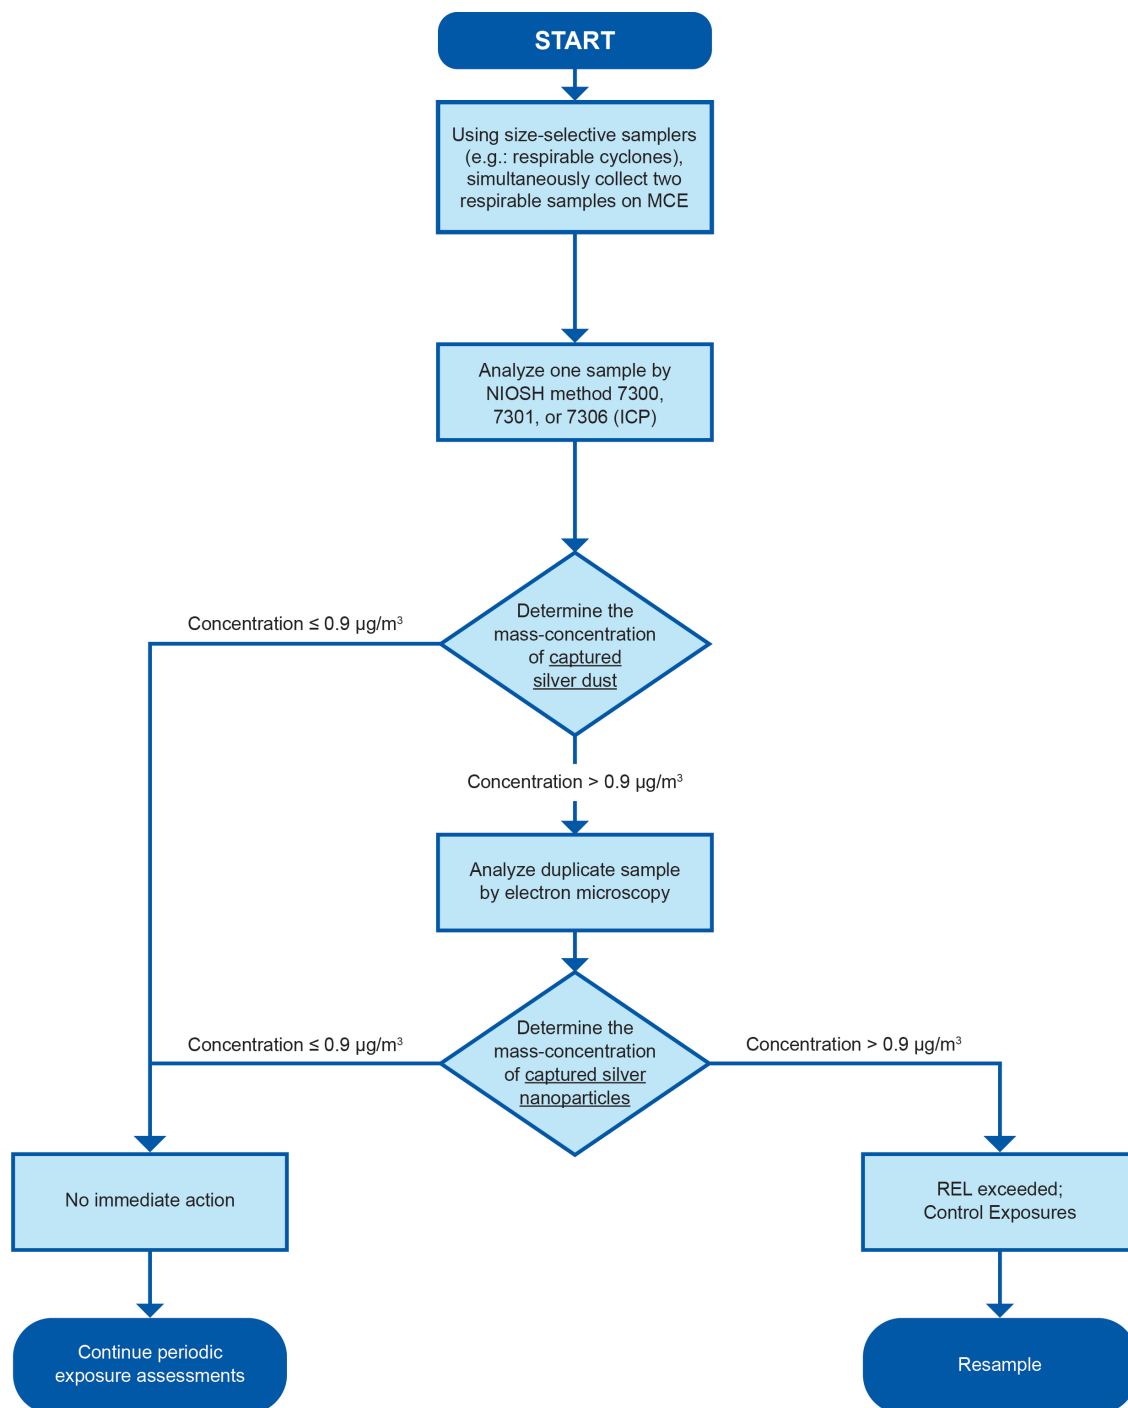 START
Using size-selective samplers
(e.g.: respirable cyclones),
simultaneously collect two
respirable samples on MCE
Analyze one sample by
NIOSH method 7300,
7301, or 7306 (ICP)
Determine the
mass-concentration
of captured
silver dust
Concentration ≤ 0.9 µg/m³
Concentration > 0.9 µg/m³
Analyze duplicate sample
by electron microscopy
Determine the
mass-concentration
of captured silver
nanoparticles
Concentration ≤ 0.9 µg/m³
Concentration > 0.9 µg/m³
No immediate action
REL exceeded;
Control Exposures
Continue periodic
exposure assessments
Resample